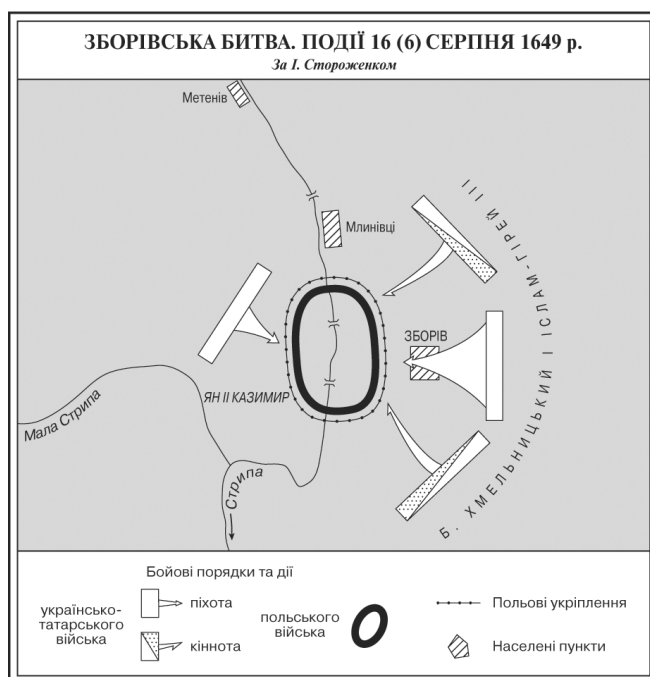 ЗБОРІВСЬКА БИТВА. ПОДІЇ 16 (6) СЕРПНЯ 1649 р.
За І. Стороженком
Метенів
Млинівці
ЗБОРІВ
ЯН ІІ КАЗИМИР
Мала Стрипа
Стрипа
Б. ХМЕЛЬНИЦЬКИЙ І ІСЛАМ-ГІРЕЙ ІІІ
Бойові порядки та дії
українсько-
татарського
війська
піхота
кіннота
польського
війська
Польові укріплення
Населені пункти